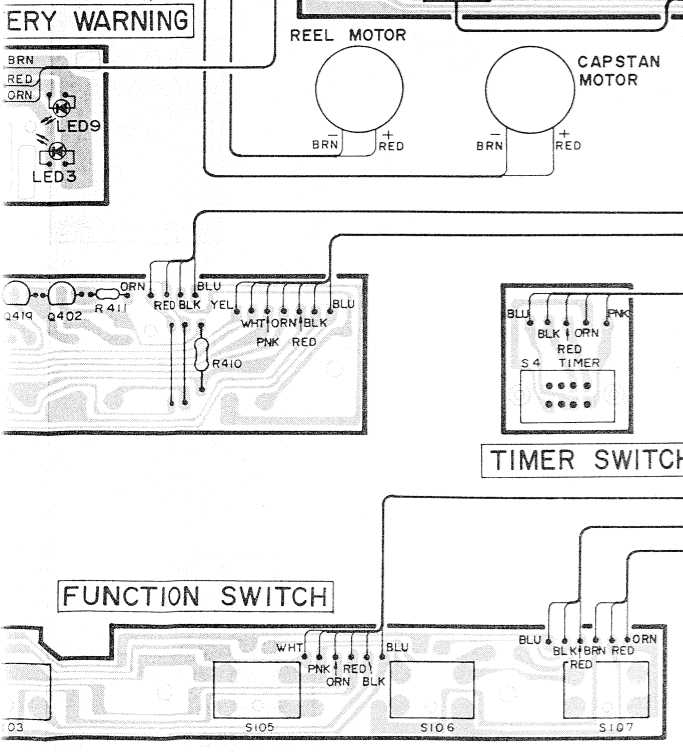 ERY WARNING
REEL MOTOR
CAPSTAN
MOTOR
BRN
RED
ORN
LED9
LED3
− +
BRN RED
− +
BRN RED
ORN RED BLK BLU
YEL WHT PNK ORN RED BLK BLU
Q419 Q402 R411
R410
BLU BLK RED ORN PNK
S4 TIMER
TIMER SWITCH
FUNCTION SWITCH
WHT PNK ORN RED BLK BLU
BLU BLK RED BRN RED ORN
103 S105 S106 S107